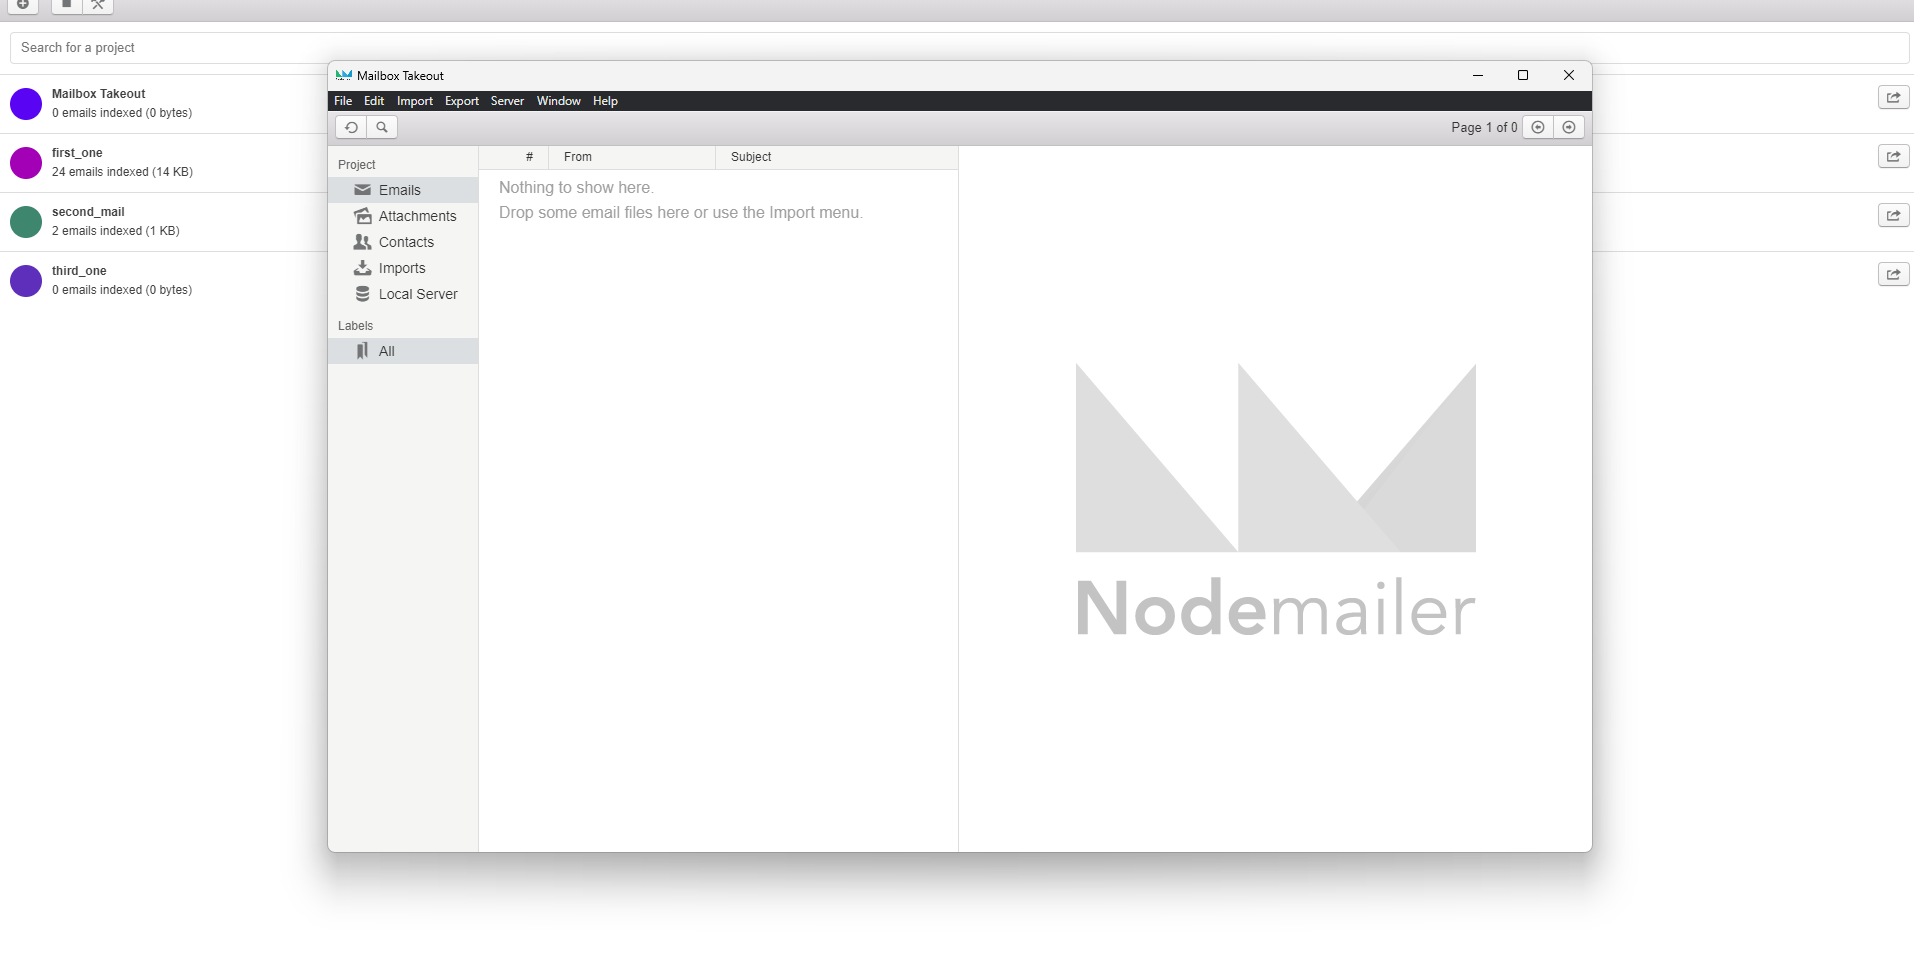 Search for a project
Mailbox Takeout
0 emails indexed (0 bytes)
first_one
24 emails indexed (14 KB)
second_mail
2 emails indexed (1 KB)
third_one
0 emails indexed (0 bytes)
Mailbox Takeout
File Edit Import Export Server Window Help
Page 1 of 0
Project
Emails
Attachments
Contacts
Imports
Local Server
Labels
All
# From Subject
Nothing to show here.
Drop some email files here or use the Import menu.
Nodemailer